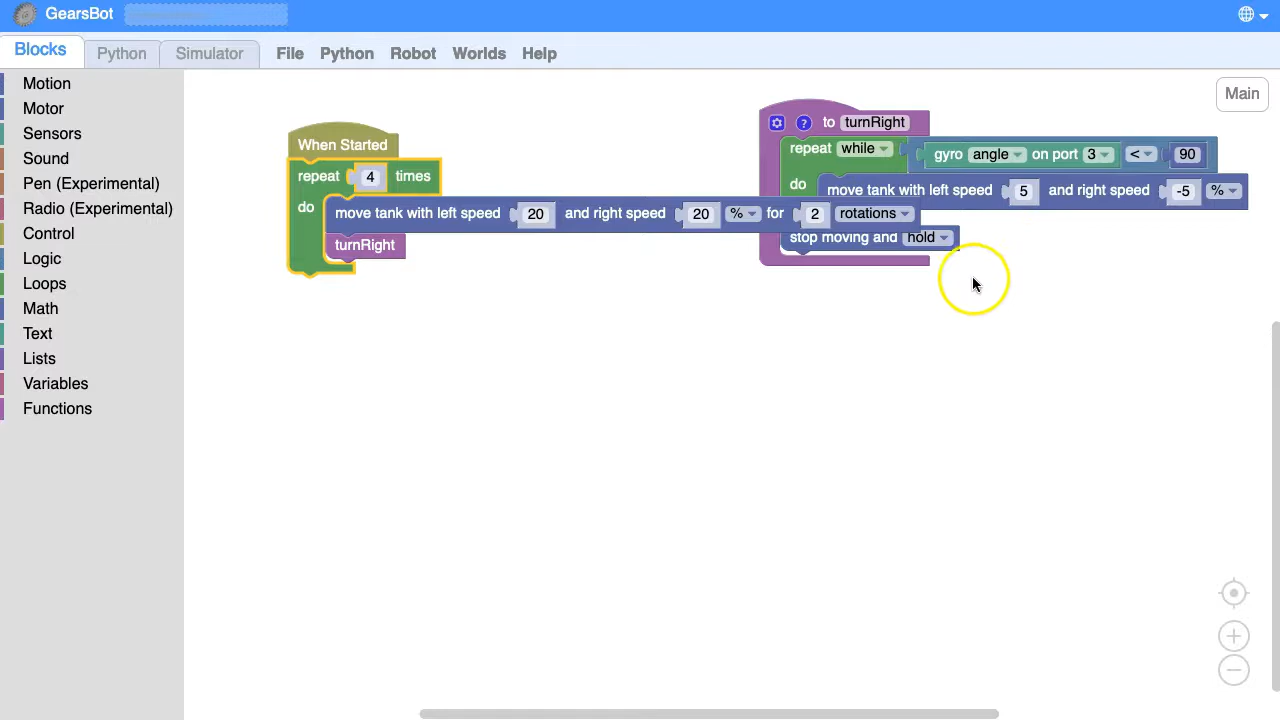 GearsBot
Blocks Python Simulator File Python Robot Worlds Help
Main
Motion
Motor
Sensors
Sound
Pen (Experimental)
Radio (Experimental)
Control
Logic
Loops
Math
Text
Lists
Variables
Functions
When Started
repeat 4 times
do move tank with left speed 20 and right speed 20 % for 2 rotations
turnRight
? to turnRight
repeat while gyro angle on port 3 < 90
do move tank with left speed 5 and right speed -5 %
stop moving and hold